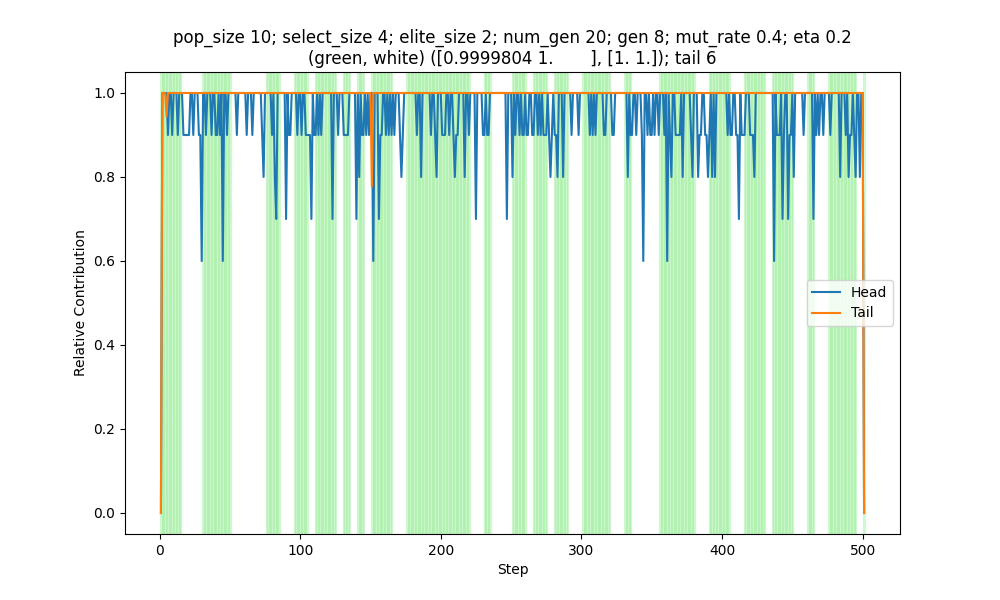 pop_size 10; select_size 4; elite_size 2; num_gen 20; gen 8; mut_rate 0.4; eta 0.2
(green, white) ([0.9999804 1.        ], [1. 1.]); tail 6
1.0
0.8
0.6
0.4
0.2
0.0
Relative Contribution
Head
Tail
0
100
200
300
400
500
Step